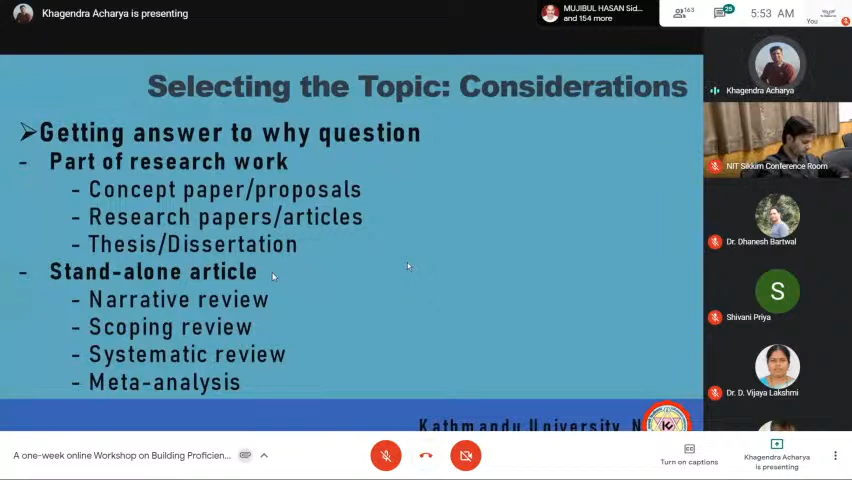 Khagendra Acharya is presenting
MUJIBUL HASAN Sid...
and 154 more
163
25
5:53 AM
You
Selecting the Topic: Considerations
➢Getting answer to why question
- Part of research work
- Concept paper/proposals
- Research papers/articles
- Thesis/Dissertation
- Stand-alone article
- Narrative review
- Scoping review
- Systematic review
- Meta-analysis
Kathmandu University, N
Khagendra Acharya
NIT Sikkim Conference Room
Dr. Dhanesh Bartwal
S
Shivani Priya
Dr. D. Vijaya Lakshmi
A one-week online Workshop on Building Proficien...
Turn on captions
Khagendra Acharya
is presenting